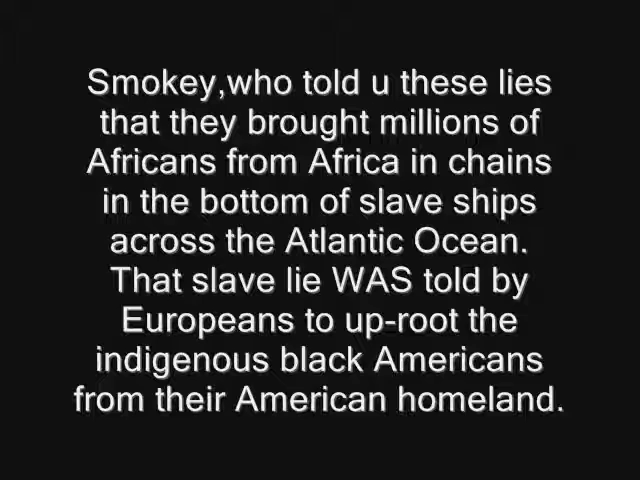 Smokey,who told u these lies
that they brought millions of
Africans from Africa in chains
in the bottom of slave ships
across the Atlantic Ocean.
That slave lie WAS told by
Europeans to up-root the
indigenous black Americans
from their American homeland.